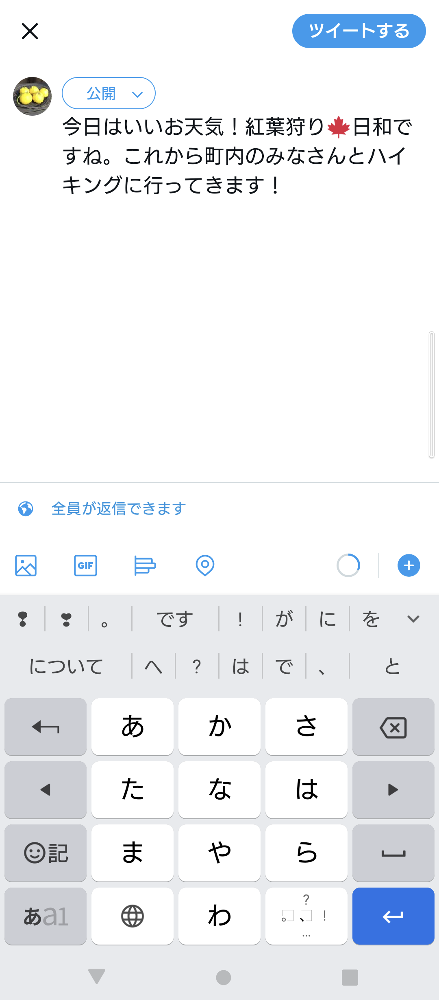 ツイートする
公開
今日はいいお天気！紅葉狩り🍁日和で
すね。これから町内のみなさんとハイ
キングに行ってきます！
全員が返信できます
GIF
❢ ❣ 。 です ！ が に を
について へ ？ は で 、 と
あ か さ
た な は
記 ま や ら
あa1 わ 。?、!…